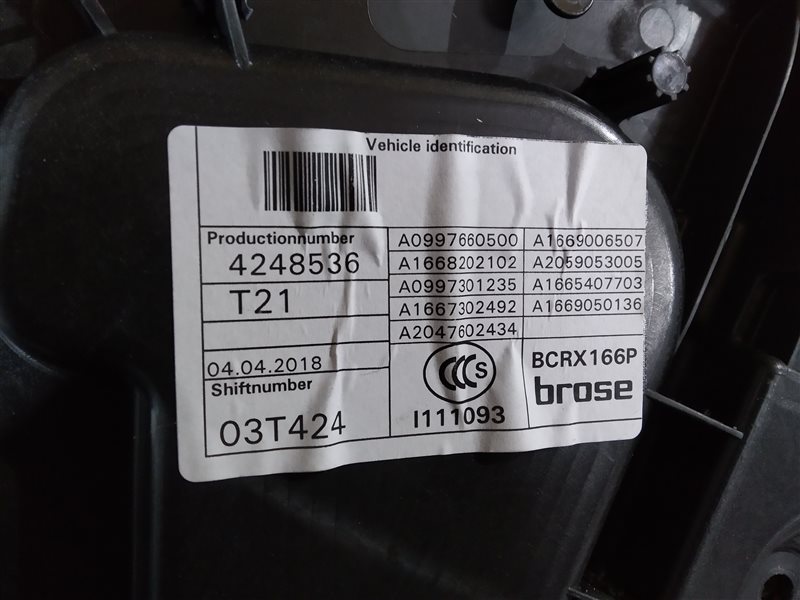 Vehicle identification
Productionnumber
4248536
T21
04.04.2018
Shiftnumber
03T424
A0997660500 A1669006507
A1668202102 A2059053005
A0997301235 A1665407703
A1667302492 A1669050136
A2047602434
CCC S
I111093
BCRX166P
brose